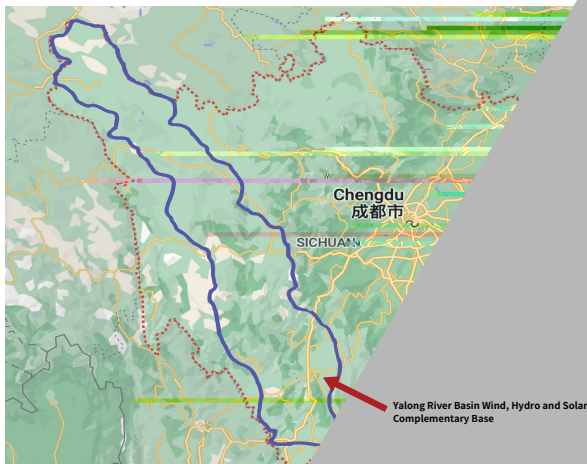 Chengdu
成都市
SICHUAN
Yalong River Basin Wind, Hydro and Solar
Complementary Base